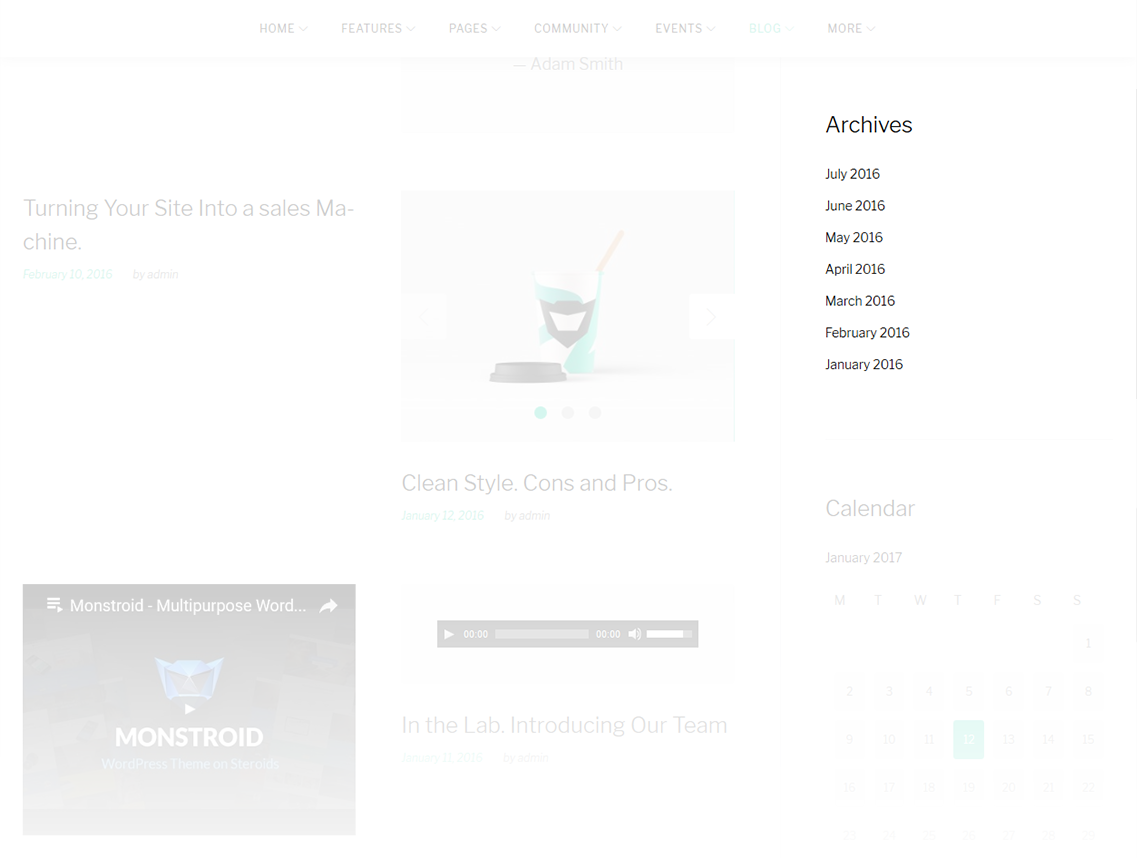 HOME
FEATURES
PAGES
COMMUNITY
EVENTS
BLOG
MORE
— Adam Smith
Turning Your Site Into a sales Ma-
chine.
February 10, 2016 by admin
Clean Style. Cons and Pros.
January 12, 2016 by admin
Monstroid - Multipurpose Word...
MONSTROID
WordPress Theme on Steroids
00:00 00:00
In the Lab. Introducing Our Team
January 11, 2016 by admin
Archives
July 2016
June 2016
May 2016
April 2016
March 2016
February 2016
January 2016
Calendar
January 2017
M T W T F S S
1
2 3 4 5 6 7 8
9 10 11 12 13 14 15
16 17 18 19 20 21 22
23 24 25 26 27 28 29